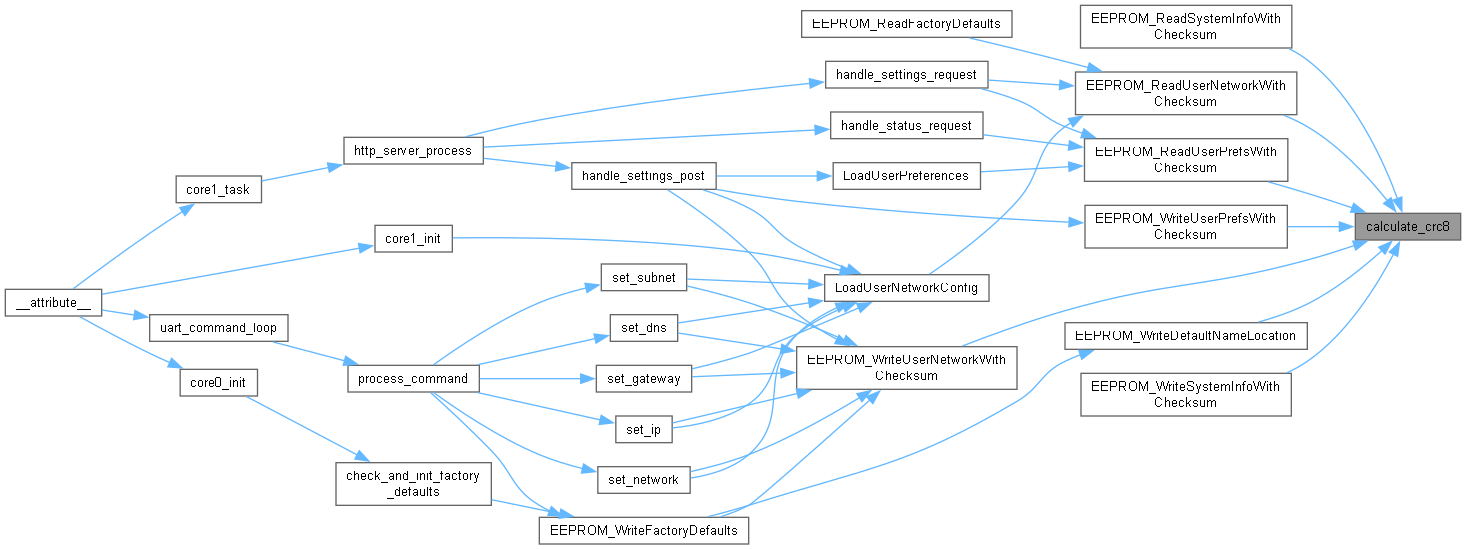 EEPROM_ReadFactoryDefaults
EEPROM_ReadSystemInfoWith
Checksum
handle_settings_request
EEPROM_ReadUserNetworkWith
Checksum
handle_status_request
http_server_process
EEPROM_ReadUserPrefsWith
Checksum
handle_settings_post
LoadUserPreferences
core1_task
EEPROM_WriteUserPrefsWith
Checksum
calculate_crc8
core1_init
set_subnet
LoadUserNetworkConfig
__attribute__
uart_command_loop
set_dns
EEPROM_WriteDefaultNameLocation
EEPROM_WriteUserNetworkWith
Checksum
core0_init
process_command
set_gateway
EEPROM_WriteSystemInfoWith
Checksum
set_ip
check_and_init_factory
_defaults
set_network
EEPROM_WriteFactoryDefaults